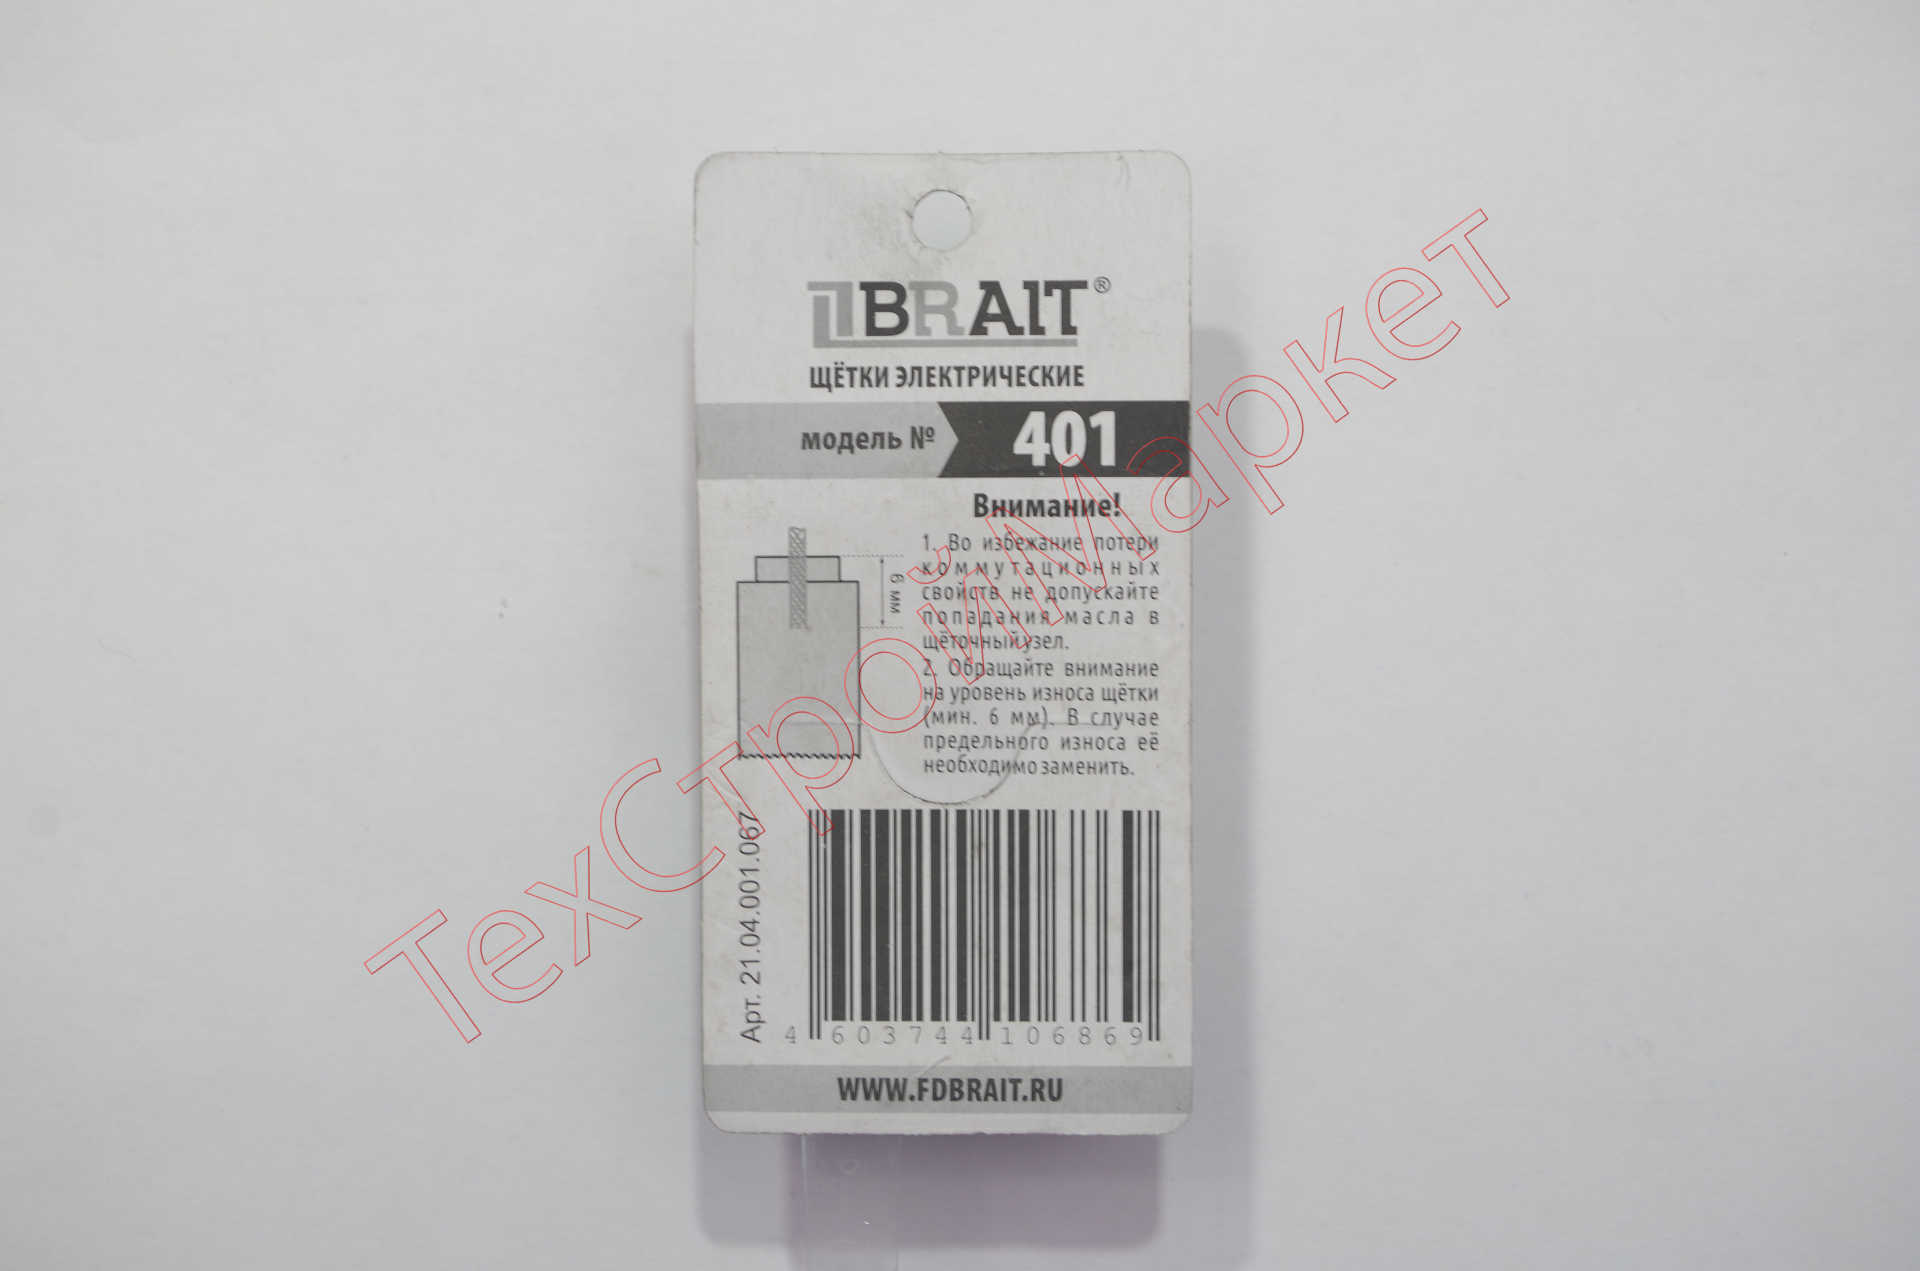 BRAIT®
ЩЁТКИ ЭЛЕКТРИЧЕСКИЕ
модель № 401
Внимание!
1. Во избежание потери
коммутационных
свойств не допускайте
попадания масла в
щёточный узел.
2. Обращайте внимание
на уровень износа щётки
(мин. 6 мм). В случае
предельного износа её
необходимо заменить.
6 мм
Арт. 21.04.001.067
4 603744 106869
WWW.FDBRAIT.RU
ТехСтройМаркет